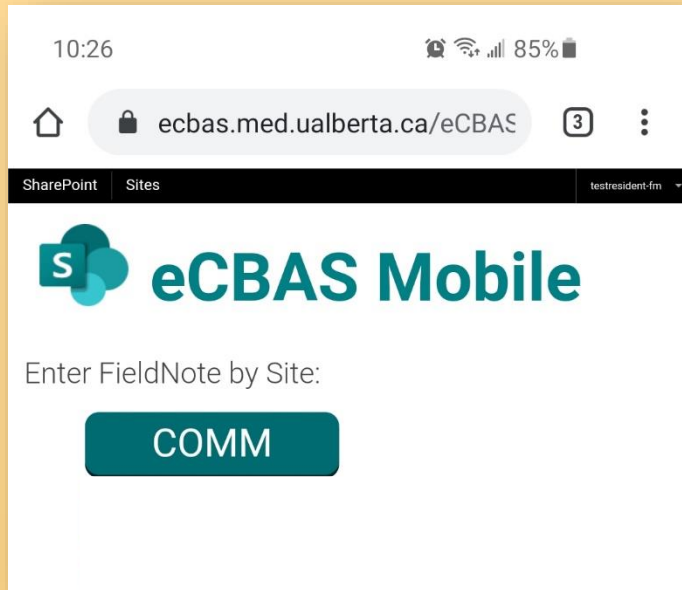 10:26 85%
ecbas.med.ualberta.ca/eCBAS 3
SharePoint Sites testresident-fm
S eCBAS Mobile
Enter FieldNote by Site:
COMM